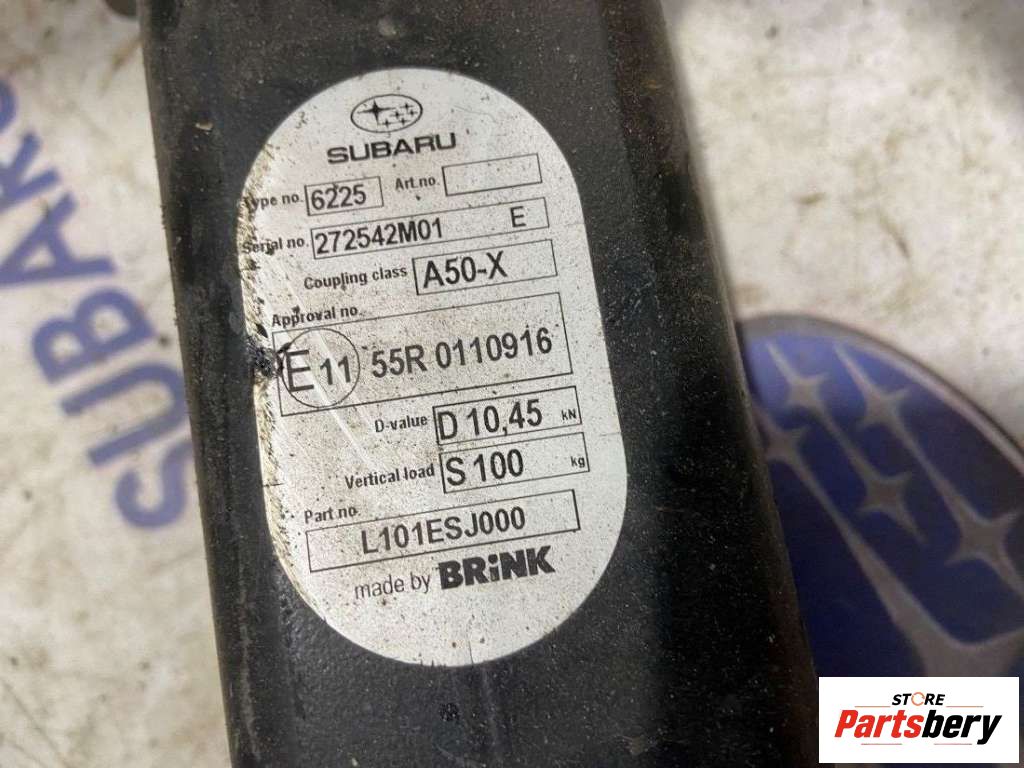 SUBARU
SUBARU
Type no. 6225 Art.no.
Serial no. 272542M01 E
Coupling class A50-X
Approval no.
E 11 55R 0110916
D-value D 10,45 kN
Vertical load S 100 kg
Part no.
L101ESJ000
made by BRiNK
STORE
Partsbery